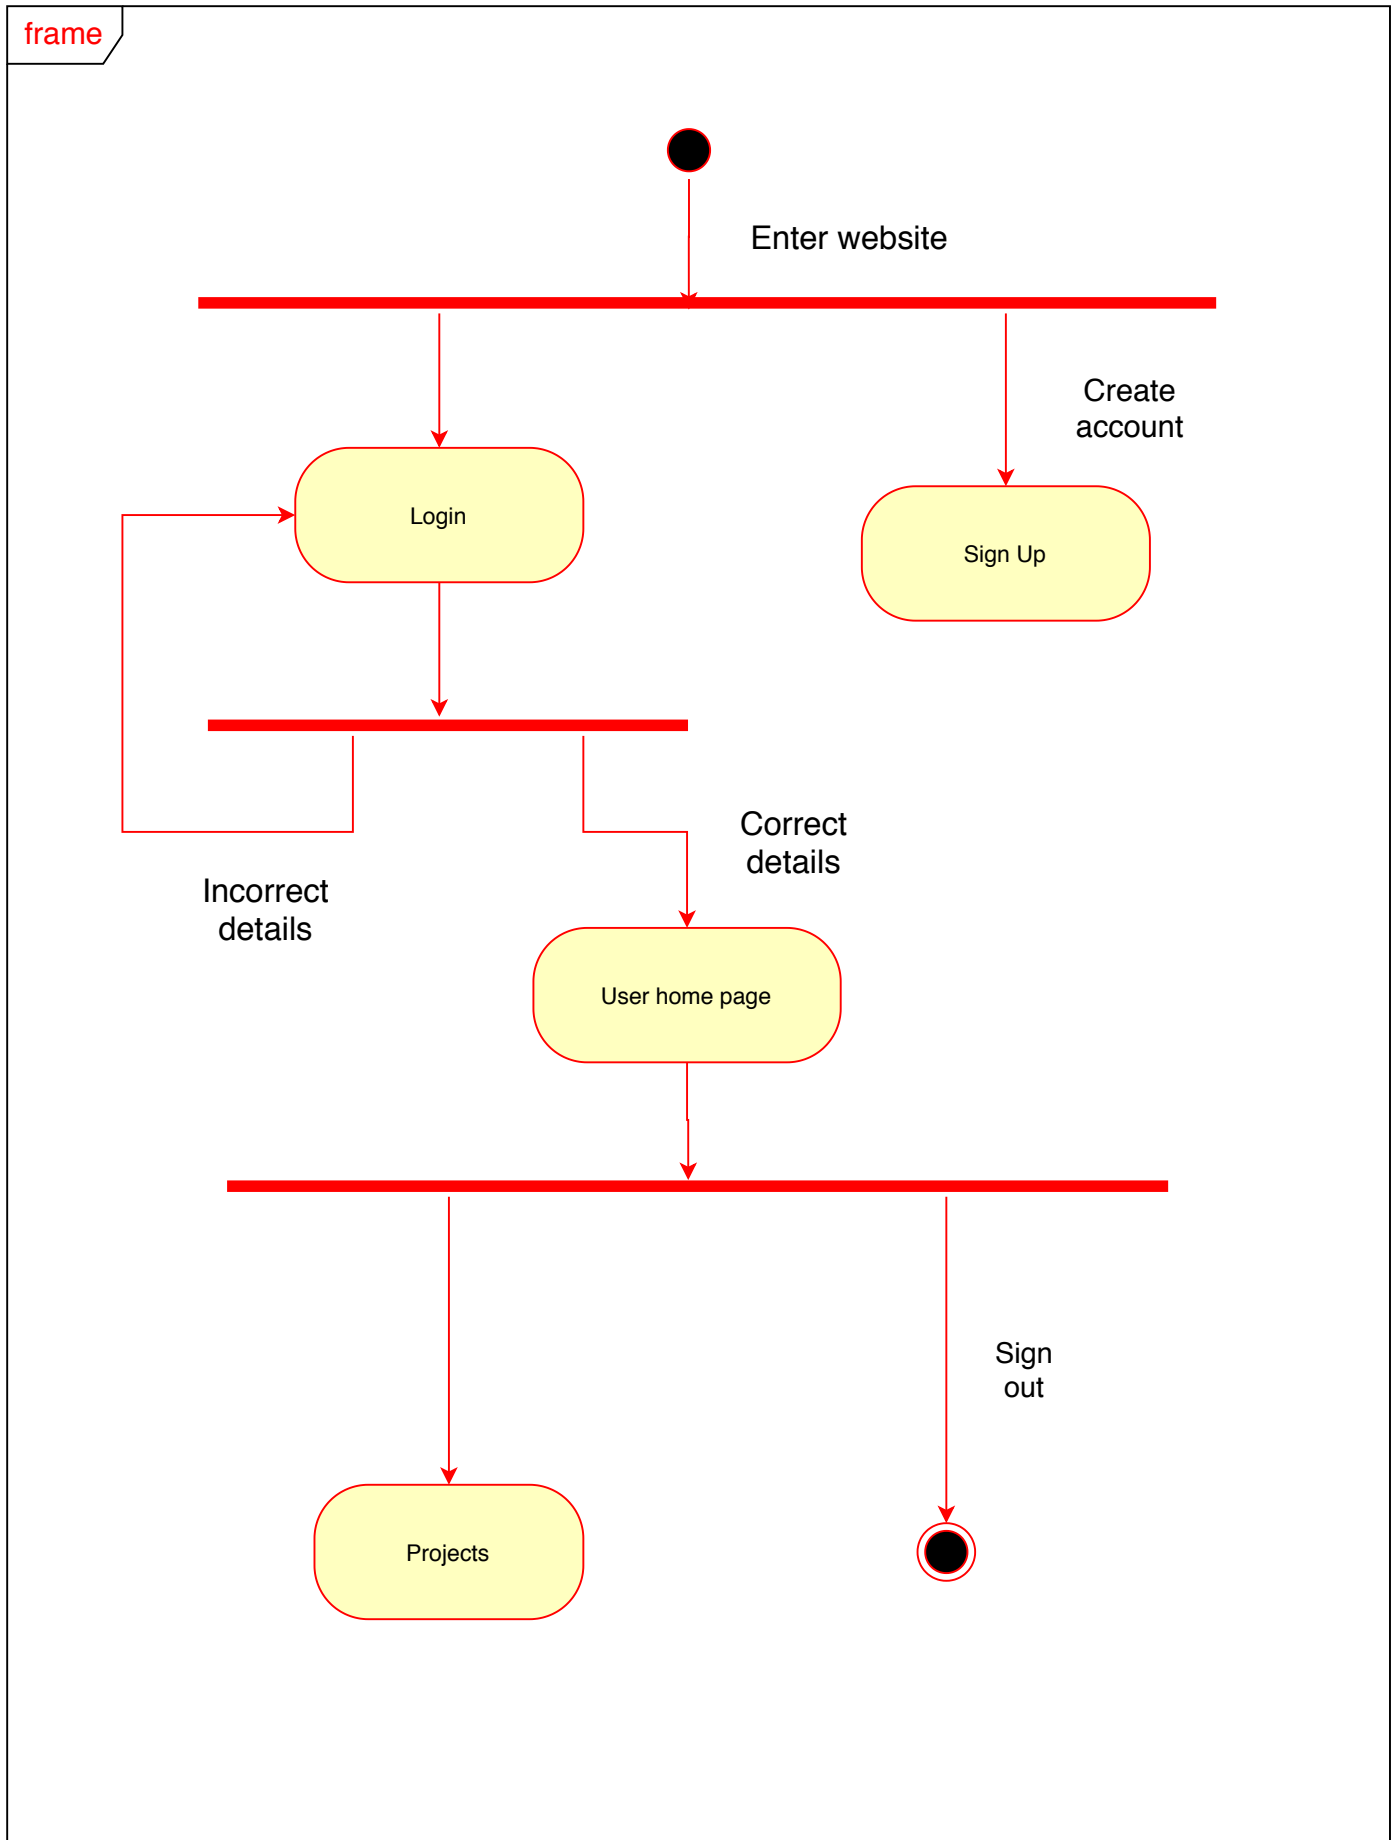 frame
Enter website
Create
account
Login
Sign Up
Correct
details
Incorrect
details
User home page
Sign
out
Projects